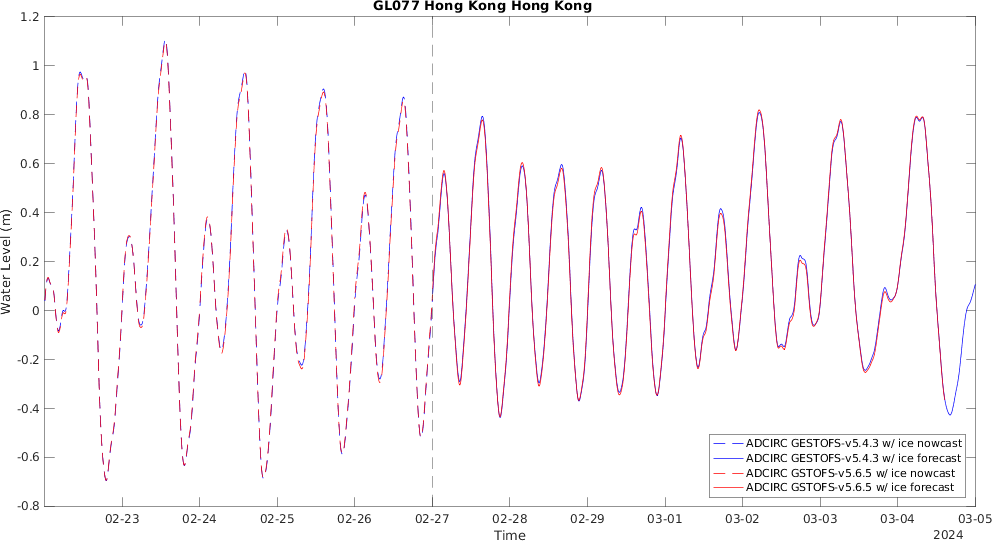 GL077 Hong Kong Hong Kong
1.2
1
0.8
0.6
0.4
0.2
0
-0.2
-0.4
-0.6
-0.8
Water Level (m)
ADCIRC GESTOFS-v5.4.3 w/ ice nowcast
ADCIRC GESTOFS-v5.4.3 w/ ice forecast
ADCIRC GSTOFS-v5.6.5 w/ ice nowcast
ADCIRC GSTOFS-v5.6.5 w/ ice forecast
02-23 02-24 02-25 02-26 02-27 02-28 02-29 03-01 03-02 03-03 03-04 03-05
Time
2024